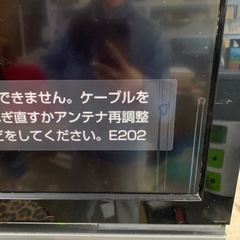 できません。ケーブルを
ぎ直すかアンテナ再調整
をしてください。E202